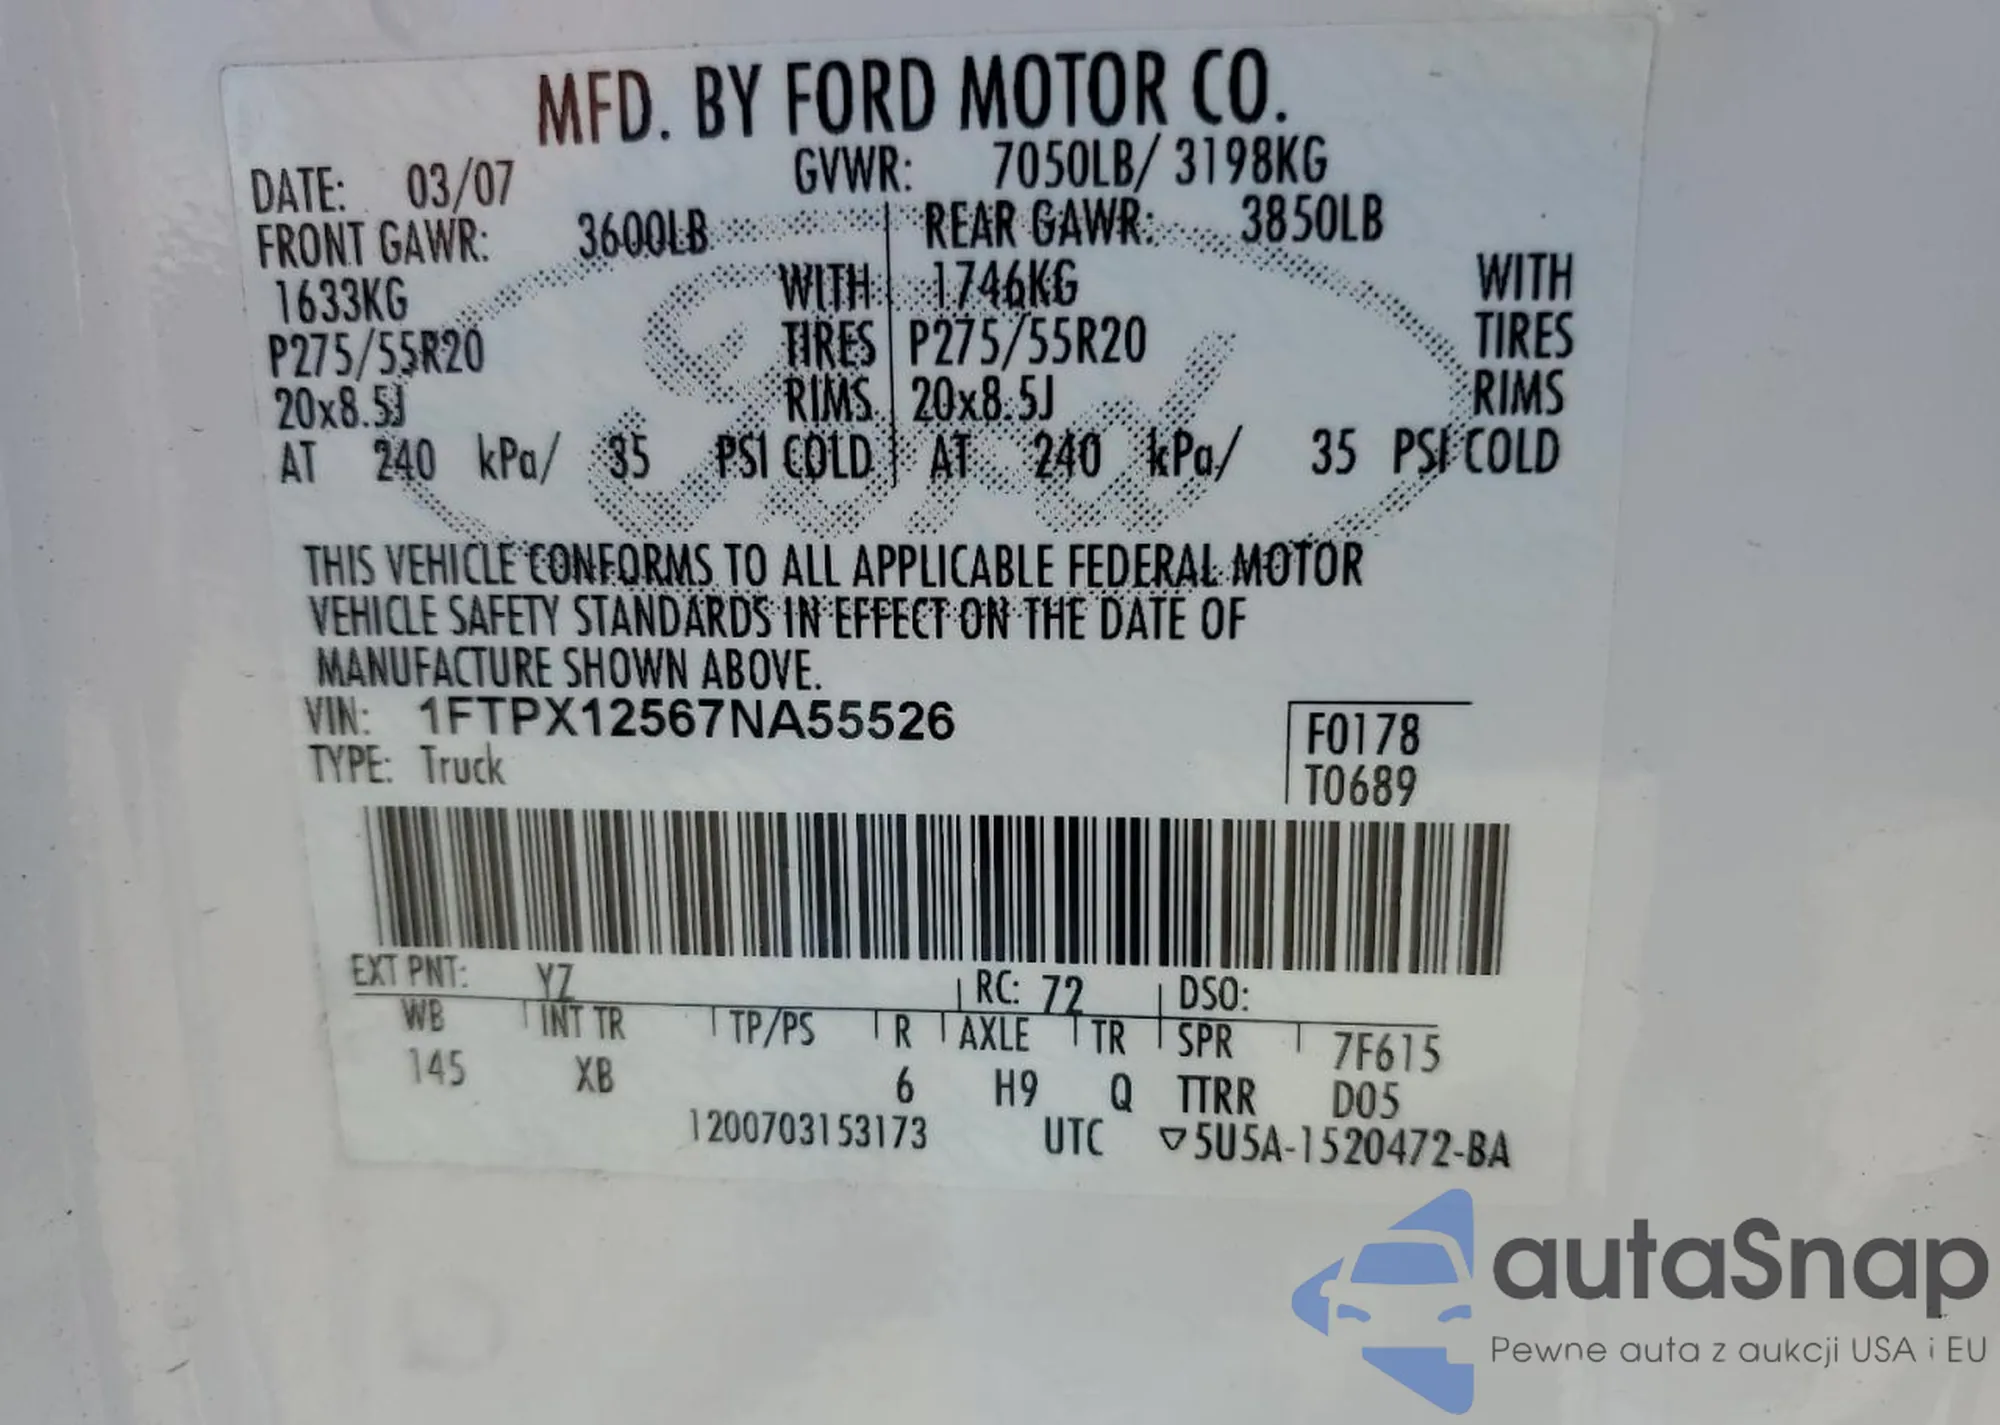 MFD. BY FORD MOTOR CO.
DATE: 03/07 GVWR: 7050LB/ 3198KG
FRONT GAWR: 3600LB REAR GAWR: 3850LB
1633KG WITH 1746KG WITH
P275/55R20 TIRES P275/55R20 TIRES
20x8.5J RIMS 20x8.5J RIMS
AT 240 kPa/ 35 PSI COLD AT 240 kPa/ 35 PSI COLD
Ford
THIS VEHICLE CONFORMS TO ALL APPLICABLE FEDERAL MOTOR
VEHICLE SAFETY STANDARDS IN EFFECT ON THE DATE OF
MANUFACTURE SHOWN ABOVE.
VIN: 1FTPX12567NA55526 F0178
TYPE: Truck T0689
EXT PNT: YZ RC: 72 DSO:
WB INT TR TP/PS R AXLE TR SPR 7F615
145 XB 6 H9 Q TTRR D05
1200703153173 UTC ▽5U5A-1520472-BA
autaSnap
Pewne auta z aukcji USA i EU